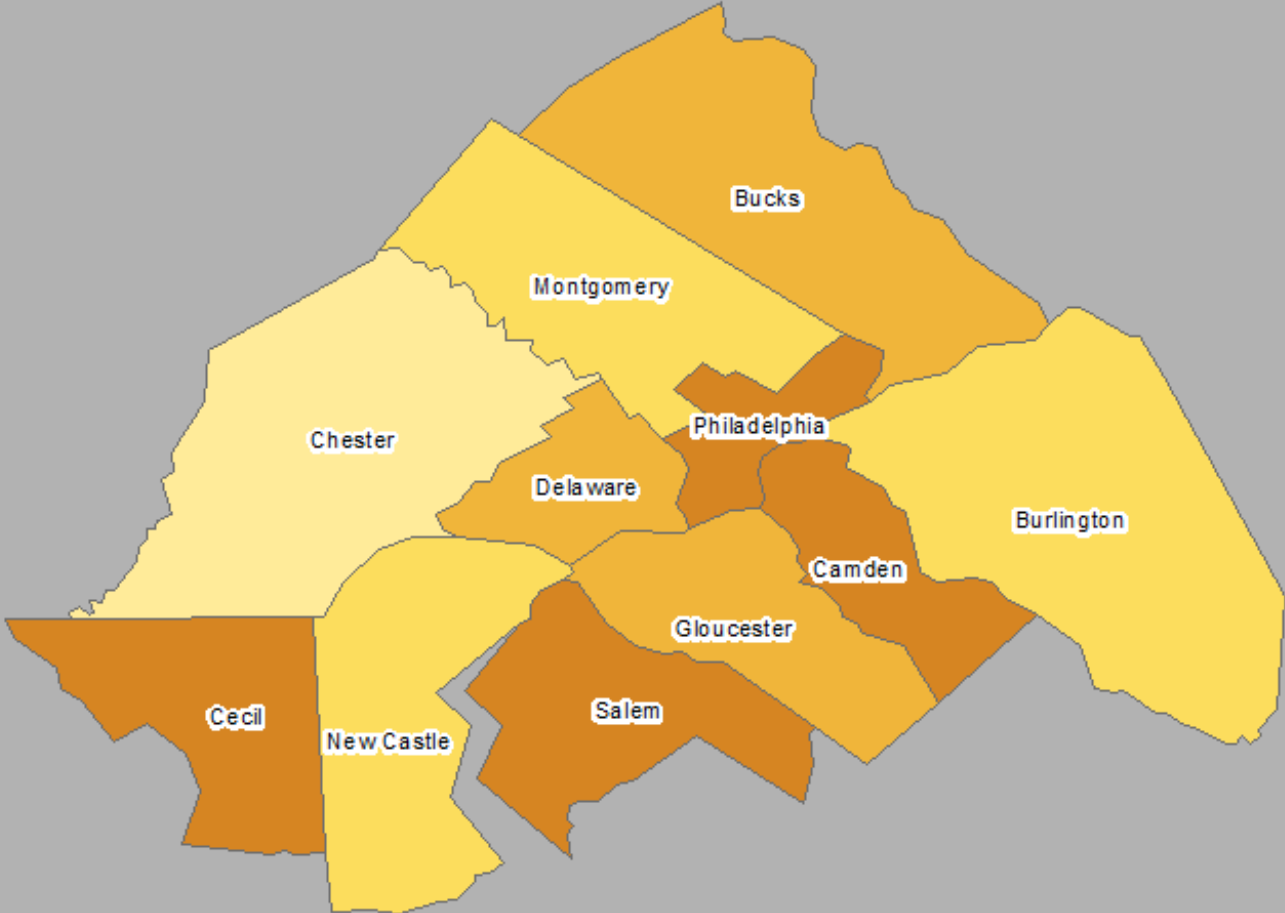 Bucks
Montgomery
Philadelphia
Chester
Delaware
Burlington
Camden
Gloucester
Salem
Cecil
New Castle